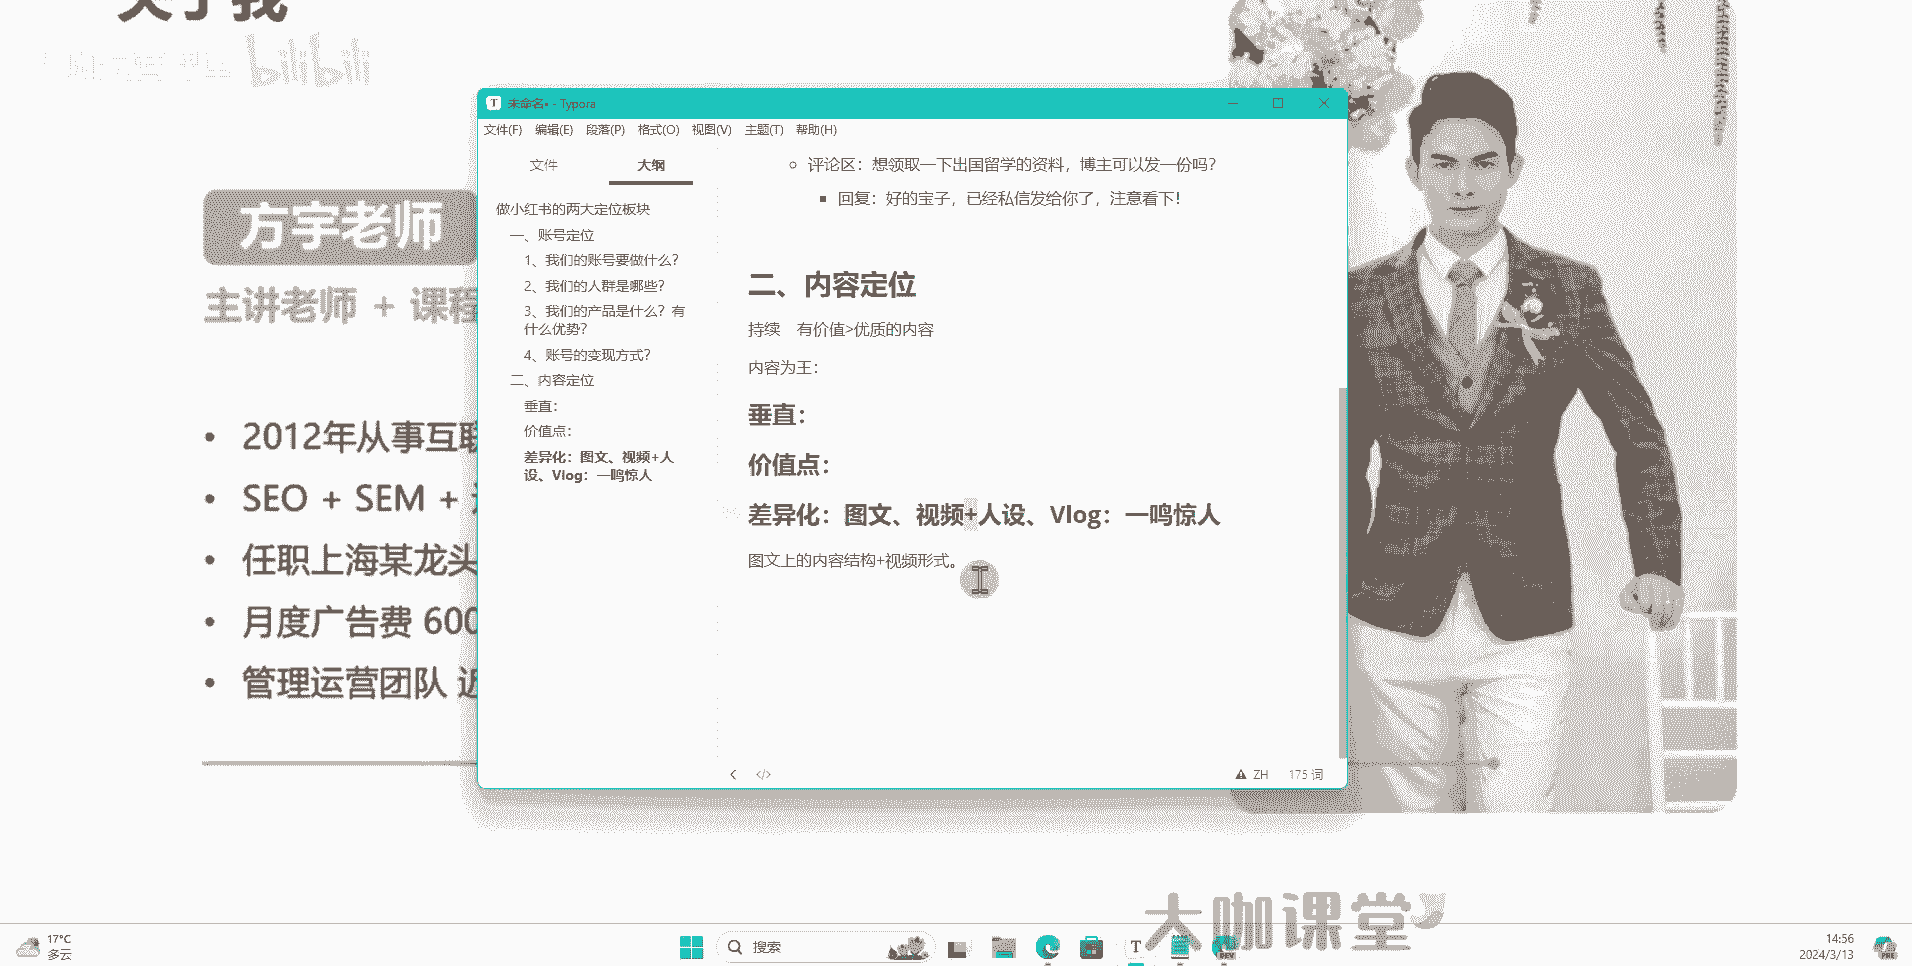 关于我
bilibili
方宇老师
主讲老师 + 课程
2012年从事互联
SEO + SEM +
任职上海某龙头
月度广告费 600
管理运营团队 近
未命名• - Typora
文件(F) 编辑(E) 段落(P) 格式(O) 视图(V) 主题(T) 帮助(H)
文件 大纲
做小红书的两大定位板块
一、账号定位
1、我们的账号要做什么？
2、我们的人群是哪些？
3、我们的产品是什么？有
什么优势？
4、账号的变现方式？
二、内容定位
垂直：
价值点：
差异化：图文、视频+人
设、Vlog：一鸣惊人
评论区：想领取一下出国留学的资料，博主可以发一份吗？
回复：好的宝子，已经私信发给你了，注意看下！
二、内容定位
持续 有价值>优质的内容
内容为王：
垂直：
价值点：
差异化：图文、视频+人设、Vlog：一鸣惊人
图文上的内容结构+视频形式。
ZH 175 词
大咖课堂
17°C
多云
搜索
T
DEV
14:56
2024/3/13
PRE